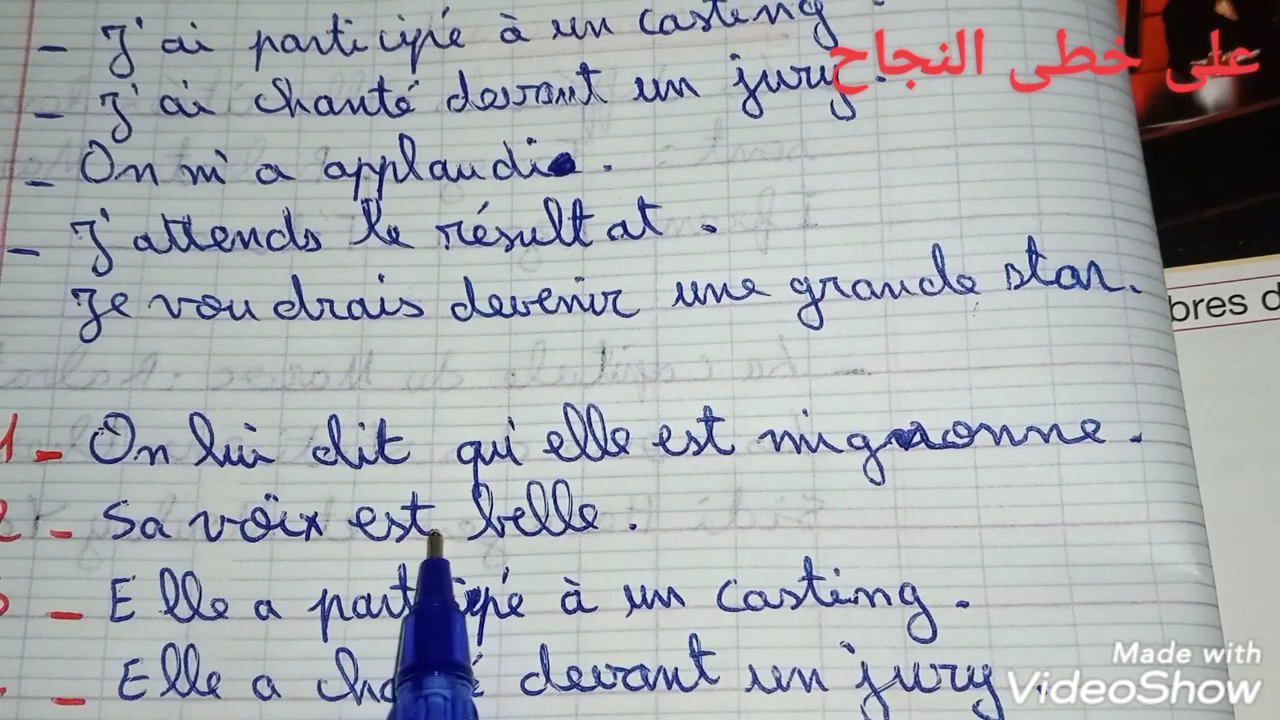 - J'ai participé à un casting.
على خطى النجاح
- J'ai chanté devant un jury.
- On m'a applaudi.
- J'attends le résultat.
Je voudrais devenir une grande star.
bres d
1 - On lui dit qu'elle est mignonne.
2 - Sa voix est belle.
- Elle a participé à un casting.
- Elle a chanté devant un jury.
Made with
VideoShow